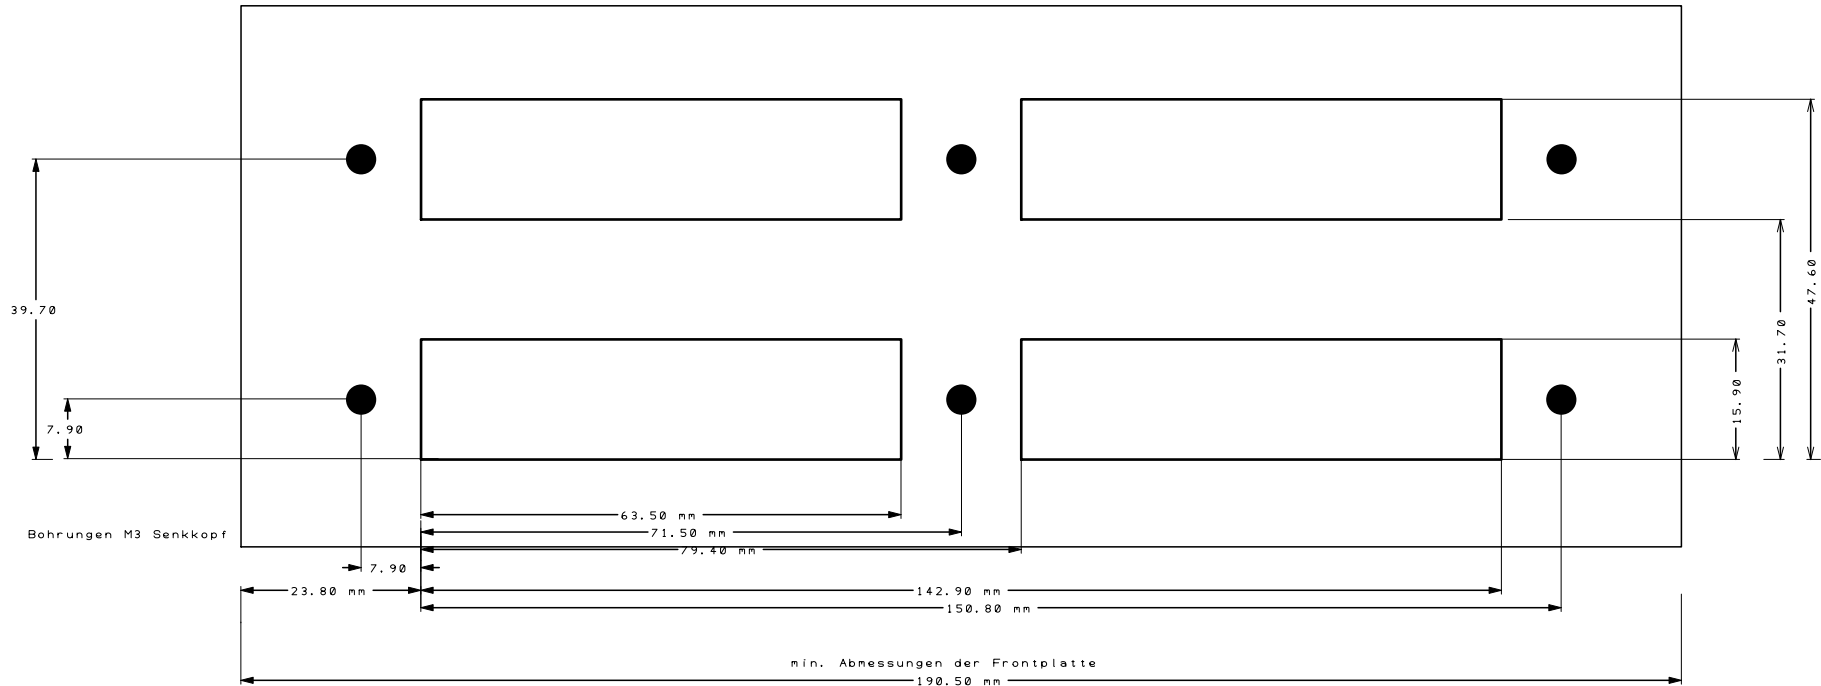 47.60
39.70
31.70
15.90
7.90
63.50 mm
Bohrungen M3 Senkkopf
71.50 mm
79.40 mm
7.90
23.80 mm
142.90 mm
150.80 mm
min. Abmessungen der Frontplatte
190.50 mm